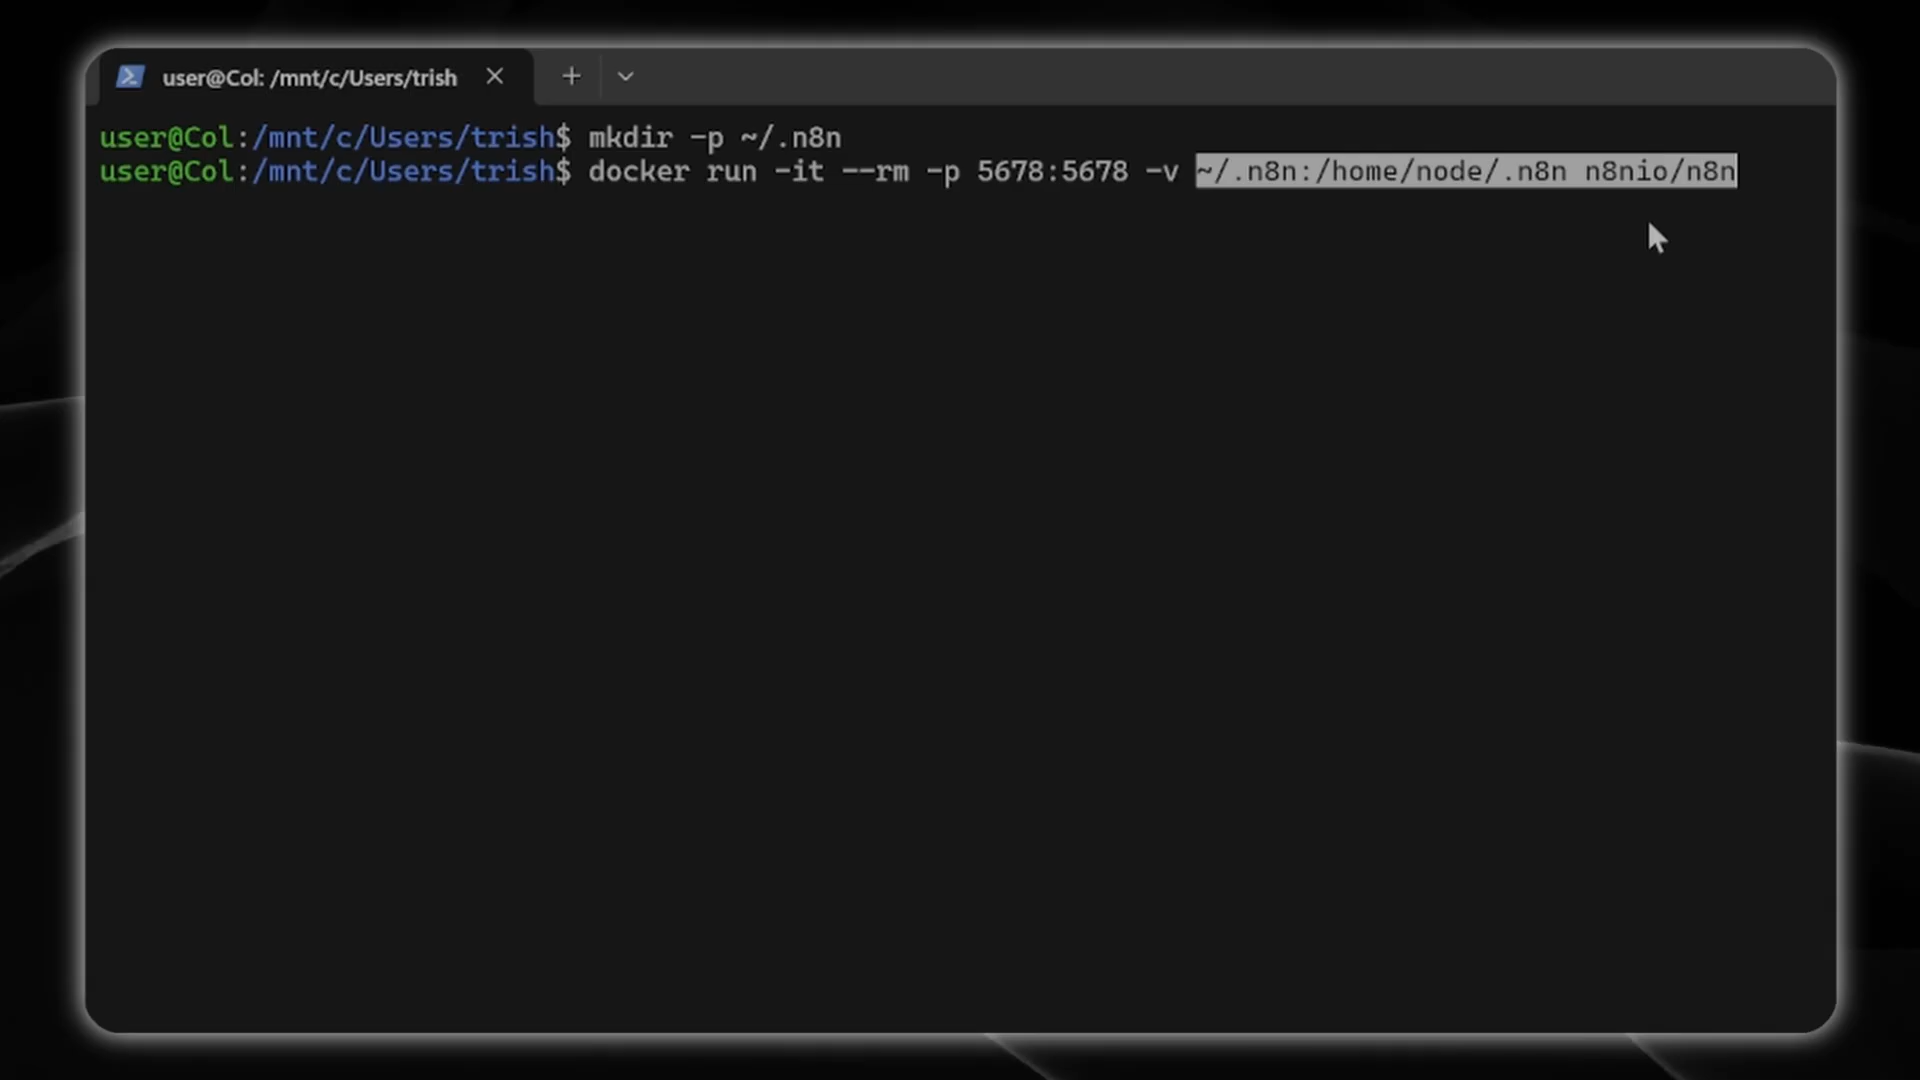 user@Col: /mnt/c/Users/trish
user@Col:/mnt/c/Users/trish$ mkdir -p ~/.n8n
user@Col:/mnt/c/Users/trish$ docker run -it --rm -p 5678:5678 -v ~/.n8n:/home/node/.n8n n8nio/n8n